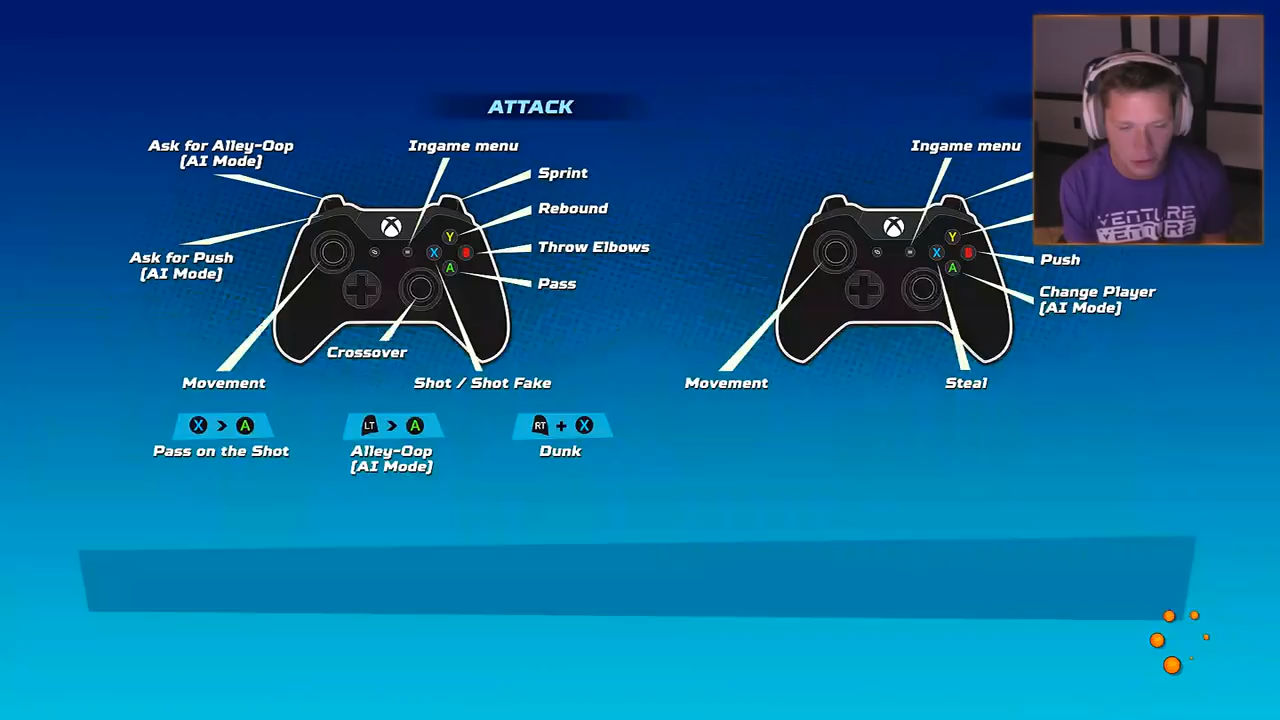 ATTACK
Ask for Alley-Oop
[AI Mode]
Ingame menu
Sprint
Rebound
Throw Elbows
Pass
Ask for Push
[AI Mode]
Crossover
Movement
Shot / Shot Fake
X > A
Pass on the Shot
LT > A
Alley-Oop
[AI Mode]
RT + X
Dunk
Y
X
B
A
Ingame menu
Push
Change Player
[AI Mode]
Movement
Steal
Y
X
B
A
VENTURE
VENTURE